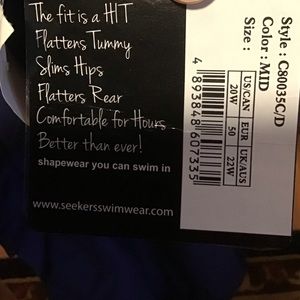 The fit is a HIT
Flattens Tummy
Slims Hips
Flatters Rear
Comfortable for Hours
Better than ever!
shapewear you can swim in
www.seekersswimwear.com
Style : C80035C/D
Color : MID
Size :
US/CAN EUR UK/AUS
20W 50 22W
4 893848 607335